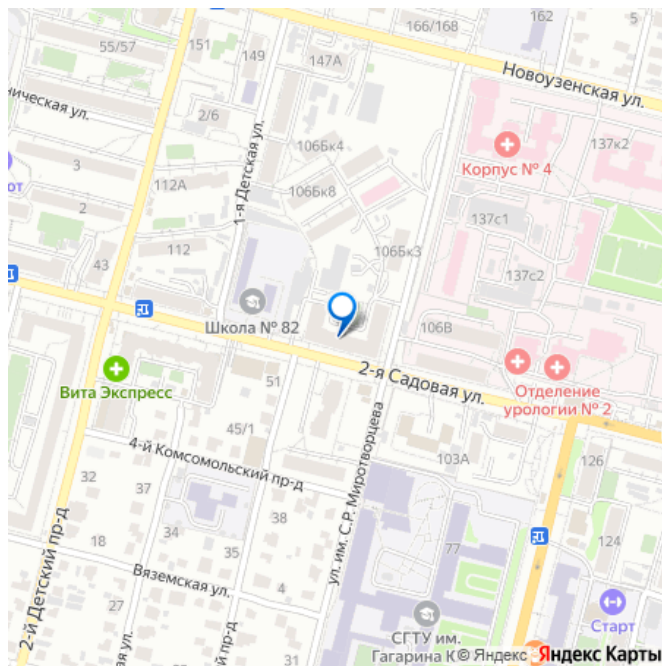 162
166/168
55/57
151
149
147А
Новоузенская ул.
ническая ул.
2/6
106Бк4
137к2
Корпус № 4
3
от
112А
1-я Детская ул.
106Бк8
2
137с1
112
106Бк3
43
137с2
Школа № 82
106В
2-я Садовая ул.
Вита Экспресс
51
Отделение
урологии № 2
45/1
ул. им. С.Р. Миротворцева
4-й Комсомольский пр-д
103А
126
32
37
38
34
77
18
35
124
2-й Детский пр-д
Вяземская ул.
4
27
Старт
СГТУ им.
Гагарина К
© Яндекс Яндекс Карты
ул.
й пр-д